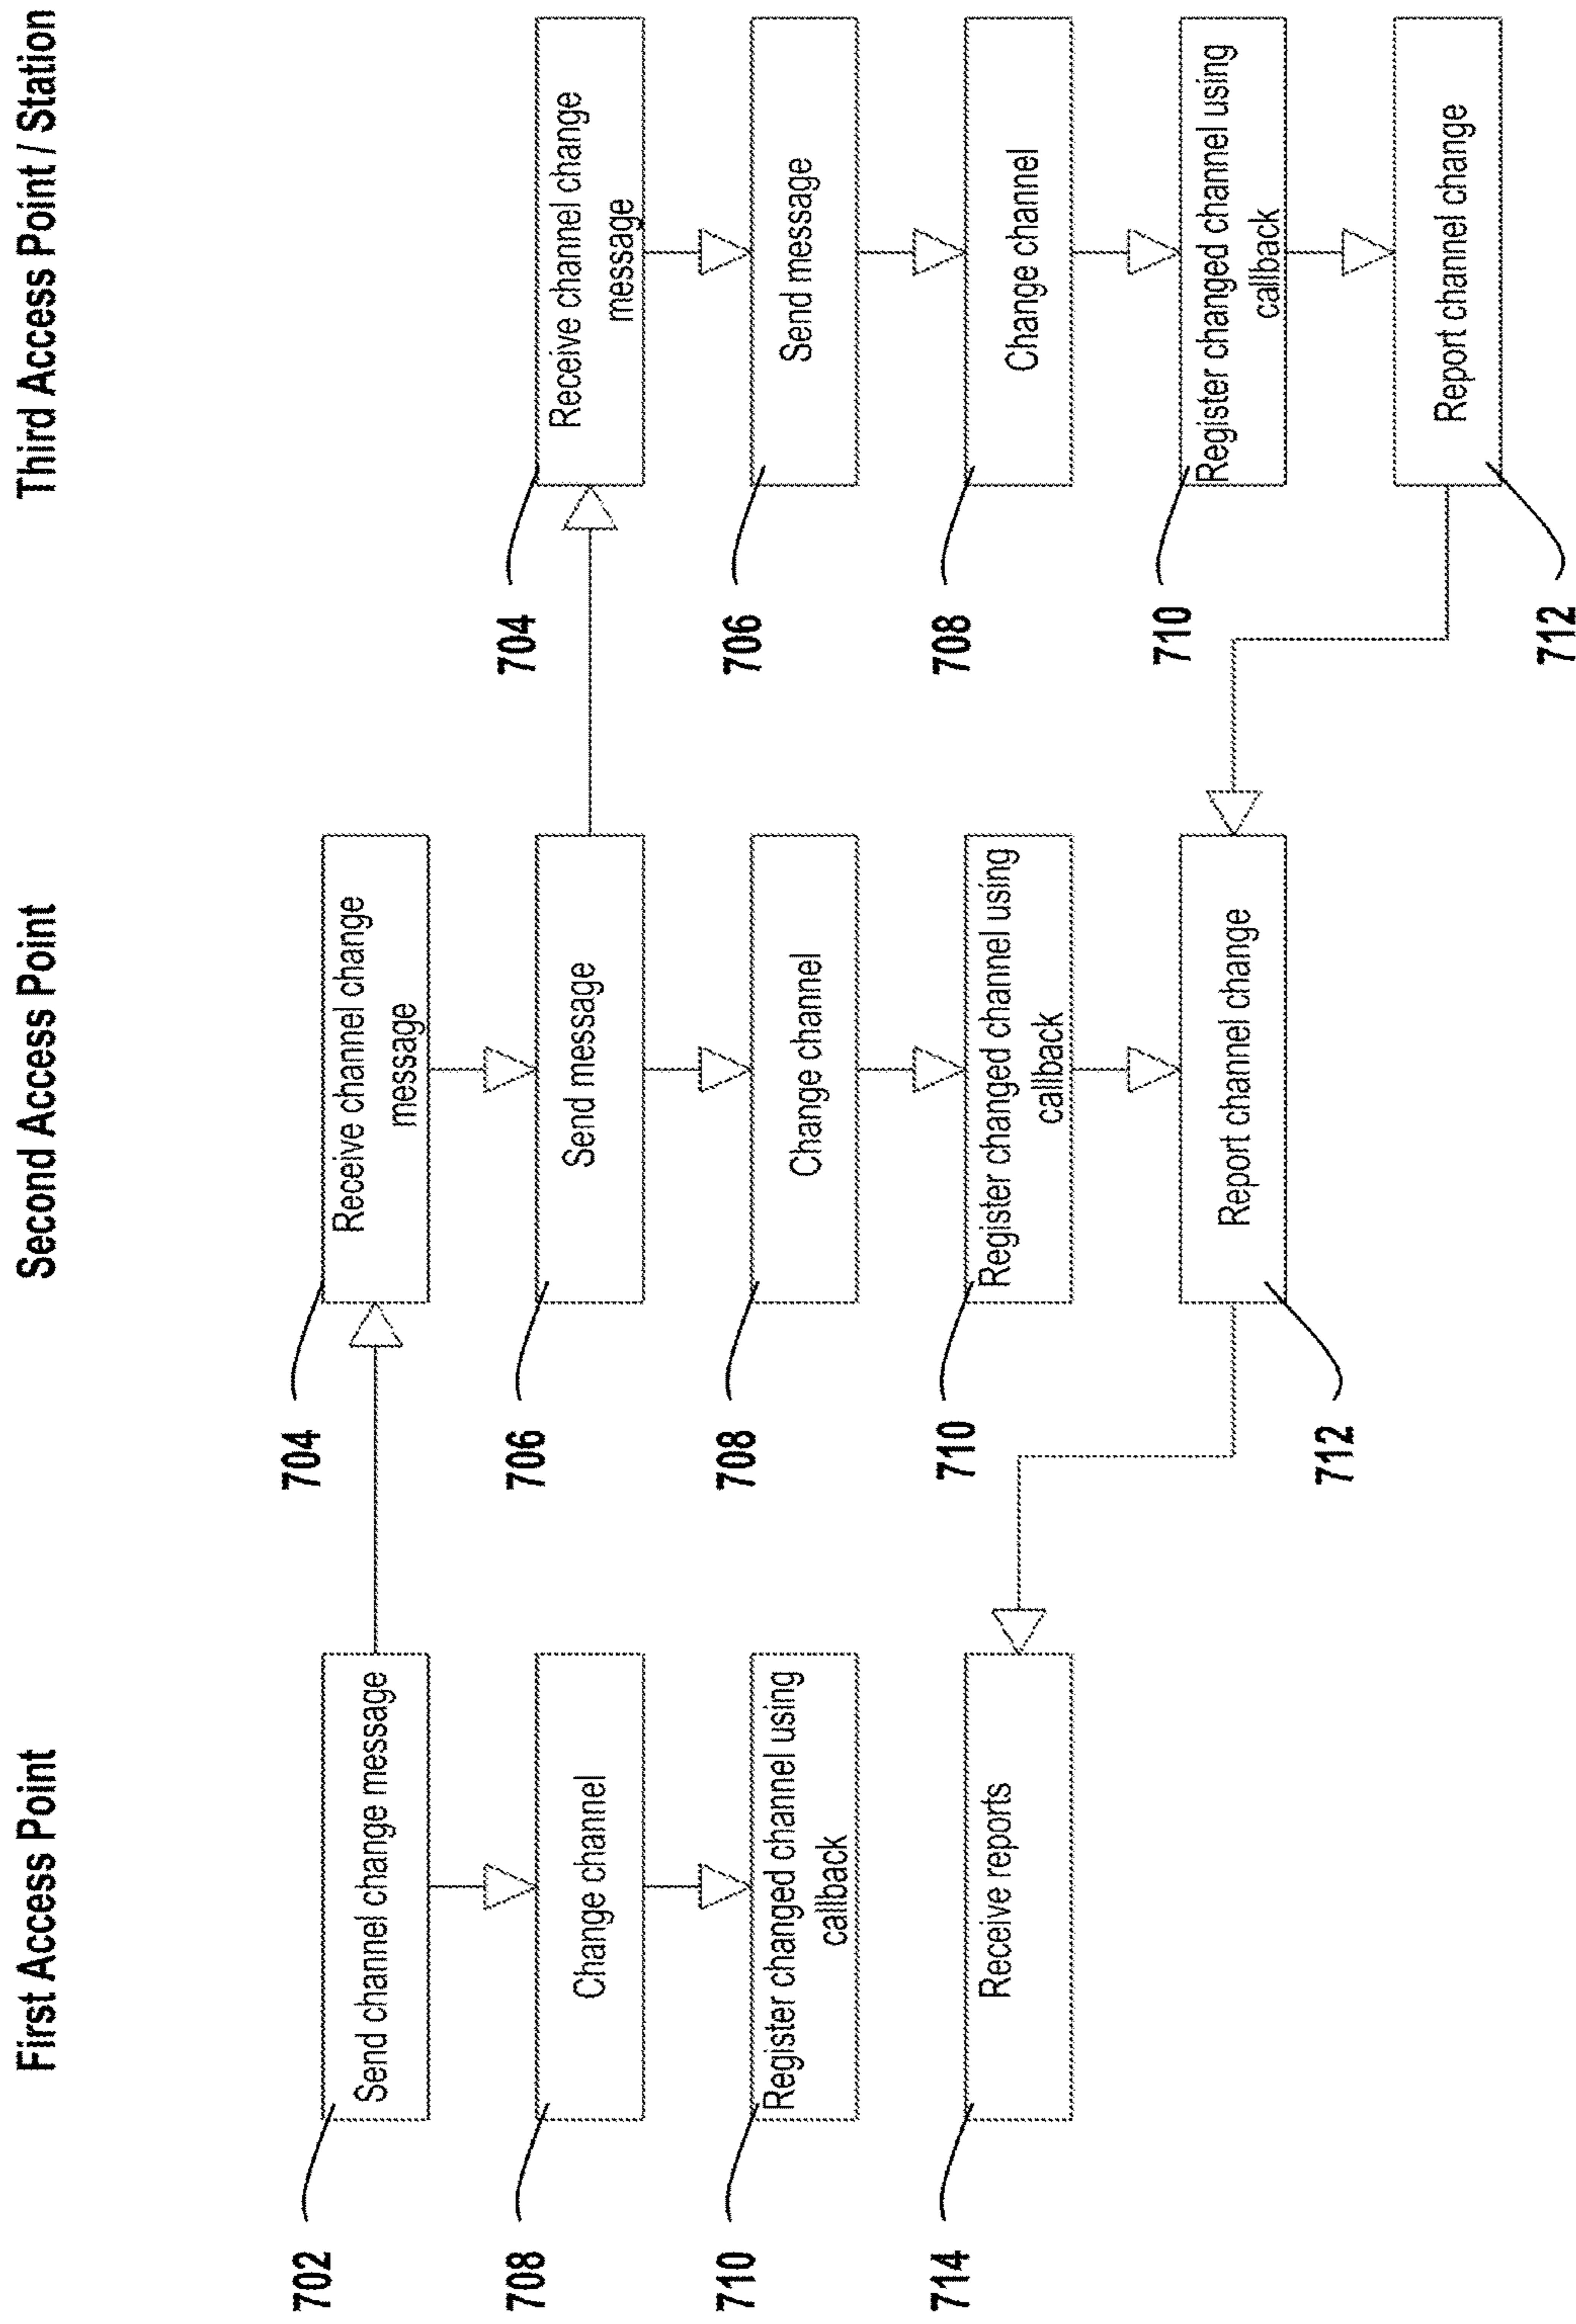 First Access Point
Second Access Point
Third Access Point / Station
702
Send channel change message
708
Change channel
710
Register changed channel using
callback
714
Receive reports
704
Receive channel change
message
706
Send message
708
Change channel
710
Register changed channel using
callback
712
Report channel change
704
Receive channel change
message
706
Send message
708
Change channel
710
Register changed channel using
callback
712
Report channel change